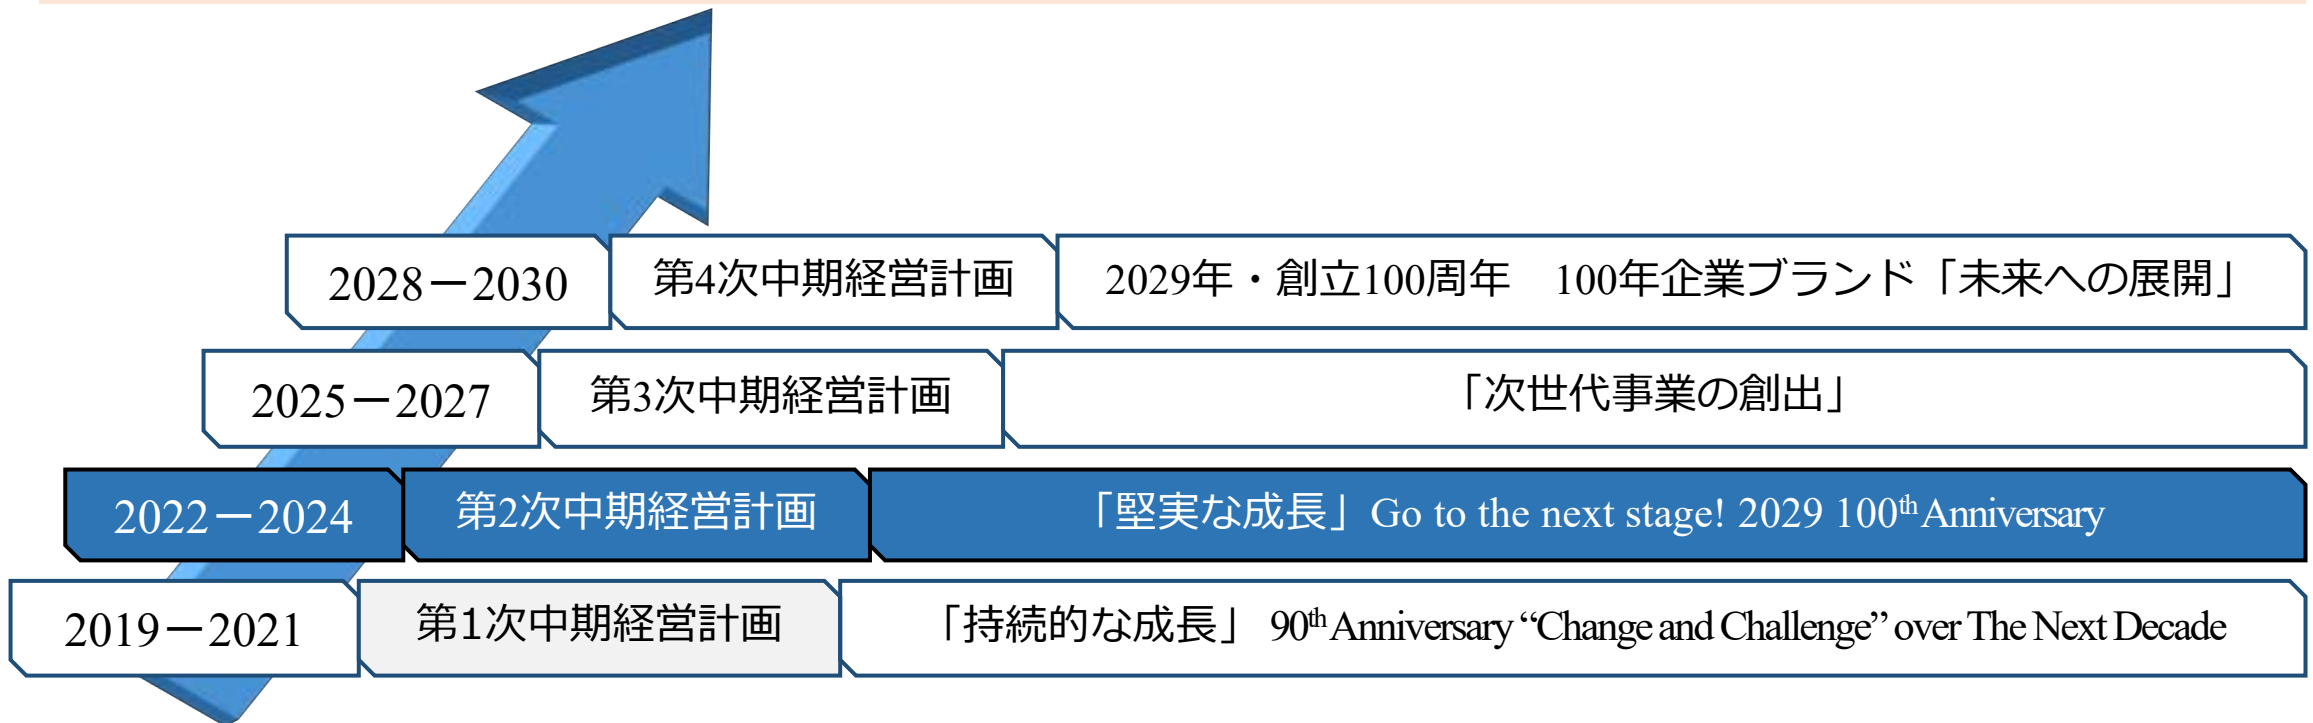 2028－2030 第4次中期経営計画 2029年・創立100周年　100年企業ブランド「未来への展開」
2025－2027 第3次中期経営計画 「次世代事業の創出」
2022－2024 第2次中期経営計画 「堅実な成長」Go to the next stage! 2029 100th Anniversary
2019－2021 第1次中期経営計画 「持続的な成長」 90th Anniversary “Change and Challenge” over The Next Decade